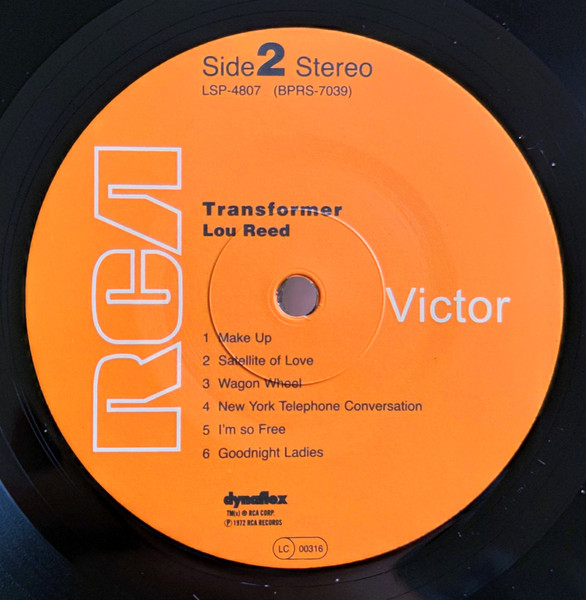 Side 2 Stereo
LSP-4807 (BPRS-7039)
RCA
Transformer
Lou Reed
Victor
1 Make Up
2 Satellite of Love
3 Wagon Wheel
4 New York Telephone Conversation
5 I'm so Free
6 Goodnight Ladies
dynaflex
TM(s) ® RCA CORP.
℗ 1972 RCA RECORDS
LC 00316